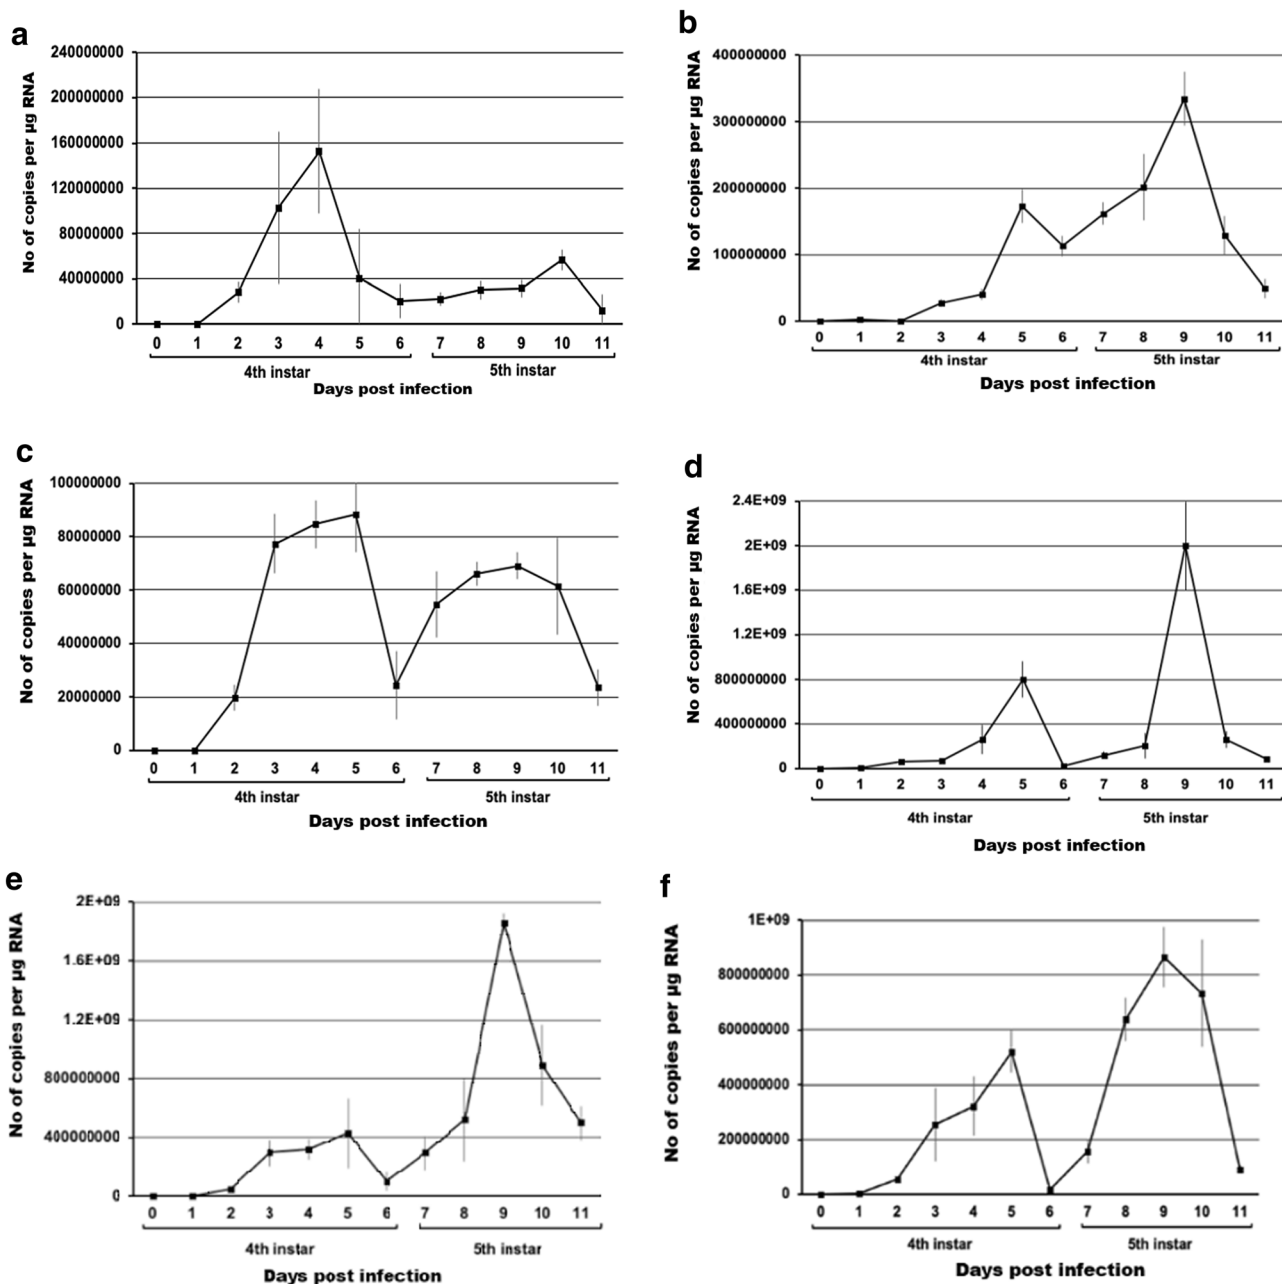 a
No of copies per µg RNA
240000000
200000000
160000000
120000000
80000000
40000000
0
0 1 2 3 4 5 6 7 8 9 10 11
4th instar 5th instar
Days post infection
b
No of copies per µg RNA
400000000
300000000
200000000
100000000
0
0 1 2 3 4 5 6 7 8 9 10 11
4th instar 5th instar
Days post infection
c
No of copies per µg RNA
100000000
80000000
60000000
40000000
20000000
0
0 1 2 3 4 5 6 7 8 9 10 11
4th instar 5th instar
Days post infection
d
No of copies per µg RNA
2.4E+09
2E+09
1.6E+09
1.2E+09
800000000
400000000
0
0 1 2 3 4 5 6 7 8 9 10 11
4th instar 5th instar
Days post infection
e
No of copies per µg RNA
2E+09
1.6E+09
1.2E+09
800000000
400000000
0
0 1 2 3 4 5 6 7 8 9 10 11
4th instar 5th instar
Days post infection
f
No of copies per µg RNA
1E+09
800000000
600000000
400000000
200000000
0
0 1 2 3 4 5 6 7 8 9 10 11
4th instar 5th instar
Days post infection